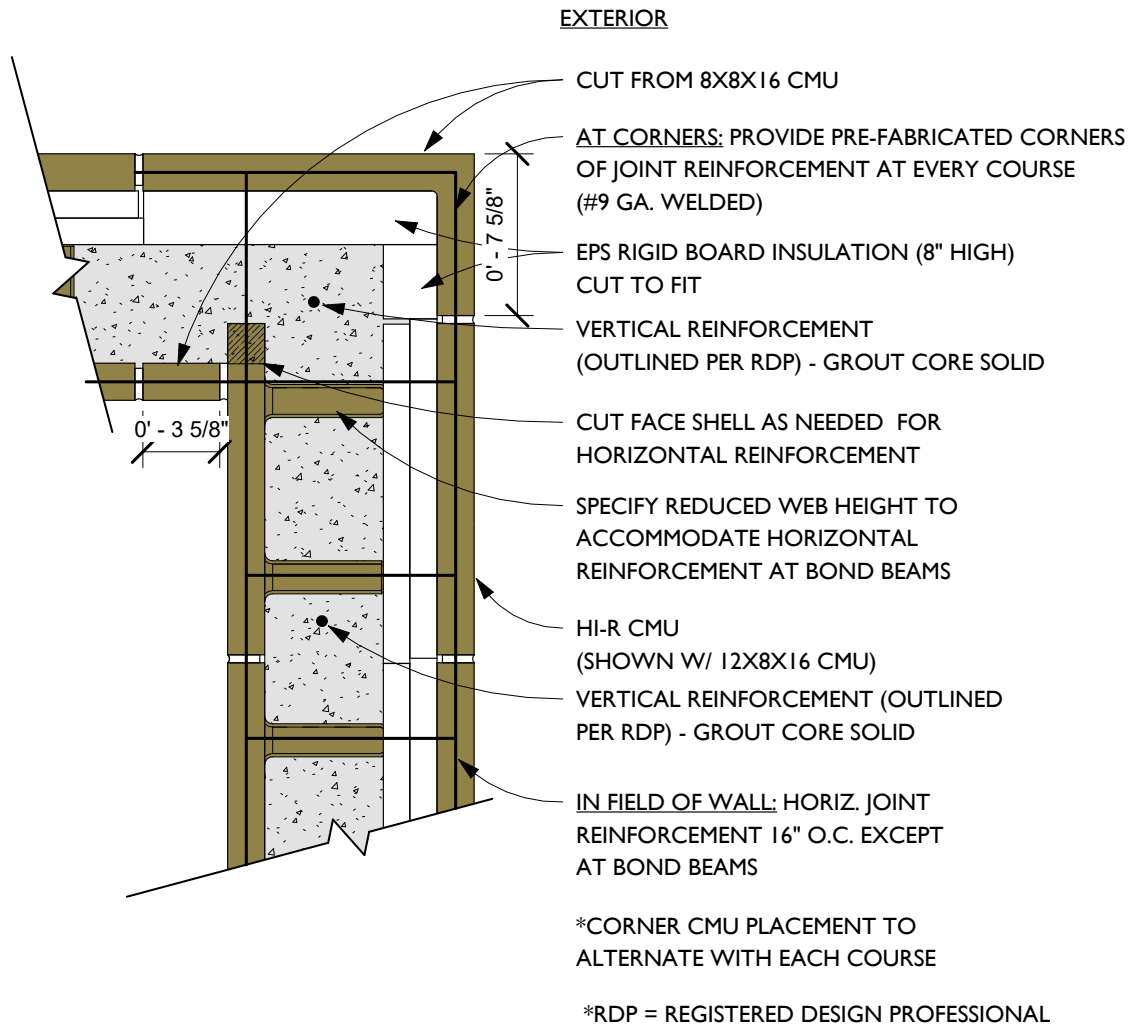 EXTERIOR
CUT FROM 8X8X16 CMU
AT CORNERS: PROVIDE PRE-FABRICATED CORNERS
OF JOINT REINFORCEMENT AT EVERY COURSE
(#9 GA. WELDED)
0' - 7 5/8"
EPS RIGID BOARD INSULATION (8" HIGH)
CUT TO FIT
VERTICAL REINFORCEMENT
(OUTLINED PER RDP) - GROUT CORE SOLID
0' - 3 5/8"
CUT FACE SHELL AS NEEDED FOR
HORIZONTAL REINFORCEMENT
SPECIFY REDUCED WEB HEIGHT TO
ACCOMMODATE HORIZONTAL
REINFORCEMENT AT BOND BEAMS
HI-R CMU
(SHOWN W/ 12X8X16 CMU)
VERTICAL REINFORCEMENT (OUTLINED
PER RDP) - GROUT CORE SOLID
IN FIELD OF WALL: HORIZ. JOINT
REINFORCEMENT 16" O.C. EXCEPT
AT BOND BEAMS
*CORNER CMU PLACEMENT TO
ALTERNATE WITH EACH COURSE
*RDP = REGISTERED DESIGN PROFESSIONAL